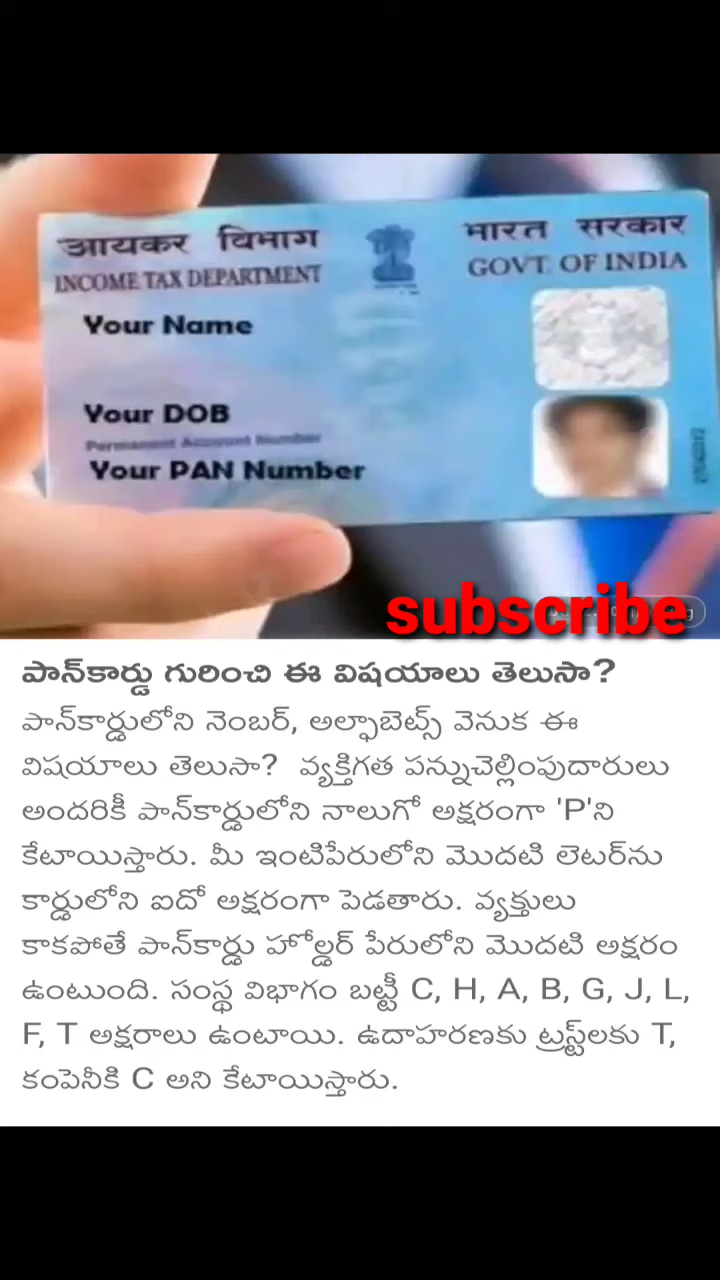 आयकर विभाग
भारत सरकार
INCOME TAX DEPARTMENT
GOVT. OF INDIA
Your Name
Your DOB
Permanent Account Number
Your PAN Number
subscribe
పాన్‌కార్డు గురించి ఈ విషయాలు తెలుసా?
పాన్‌కార్డులోని నెంబర్, అల్ఫాబెట్స్ వెనుక ఈ
విషయాలు తెలుసా? వ్యక్తిగత పన్నుచెల్లింపుదారులు
అందరికీ పాన్‌కార్డులోని నాలుగో అక్షరంగా 'P'ని
కేటాయిస్తారు. మీ ఇంటిపేరులోని మొదటి లెటర్‌ను
కార్డులోని ఐదో అక్షరంగా పెడతారు. వ్యక్తులు
కాకపోతే పాన్‌కార్డు హోల్డర్ పేరులోని మొదటి అక్షరం
ఉంటుంది. సంస్థ విభాగం బట్టీ C, H, A, B, G, J, L,
F, T అక్షరాలు ఉంటాయి. ఉదాహరణకు ట్రస్ట్‌లకు T,
కంపెనీకి C అని కేటాయిస్తారు.